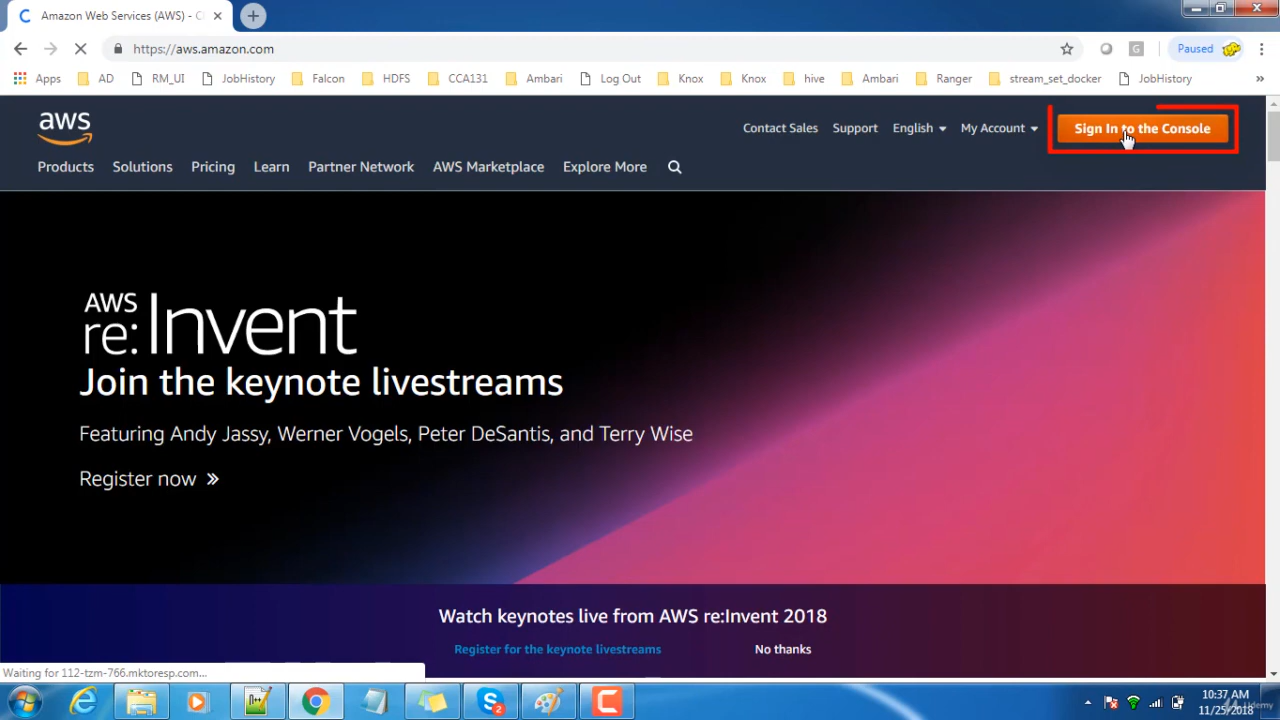 Amazon Web Services (AWS) - Cl
https://aws.amazon.com
Paused
Apps AD RM_UI JobHistory Falcon HDFS CCA131 Ambari Log Out Knox Knox hive Ambari Ranger stream_set_docker JobHistory »
aws
Contact Sales Support English My Account Sign In to the Console
Products Solutions Pricing Learn Partner Network AWS Marketplace Explore More
AWS
re:Invent
Join the keynote livestreams
Featuring Andy Jassy, Werner Vogels, Peter DeSantis, and Terry Wise
Register now »
Watch keynotes live from AWS re:Invent 2018
Register for the keynote livestreams No thanks
Waiting for 112-tzm-766.mktoresp.com...
10:37 AM
11/25/2018
Udemy